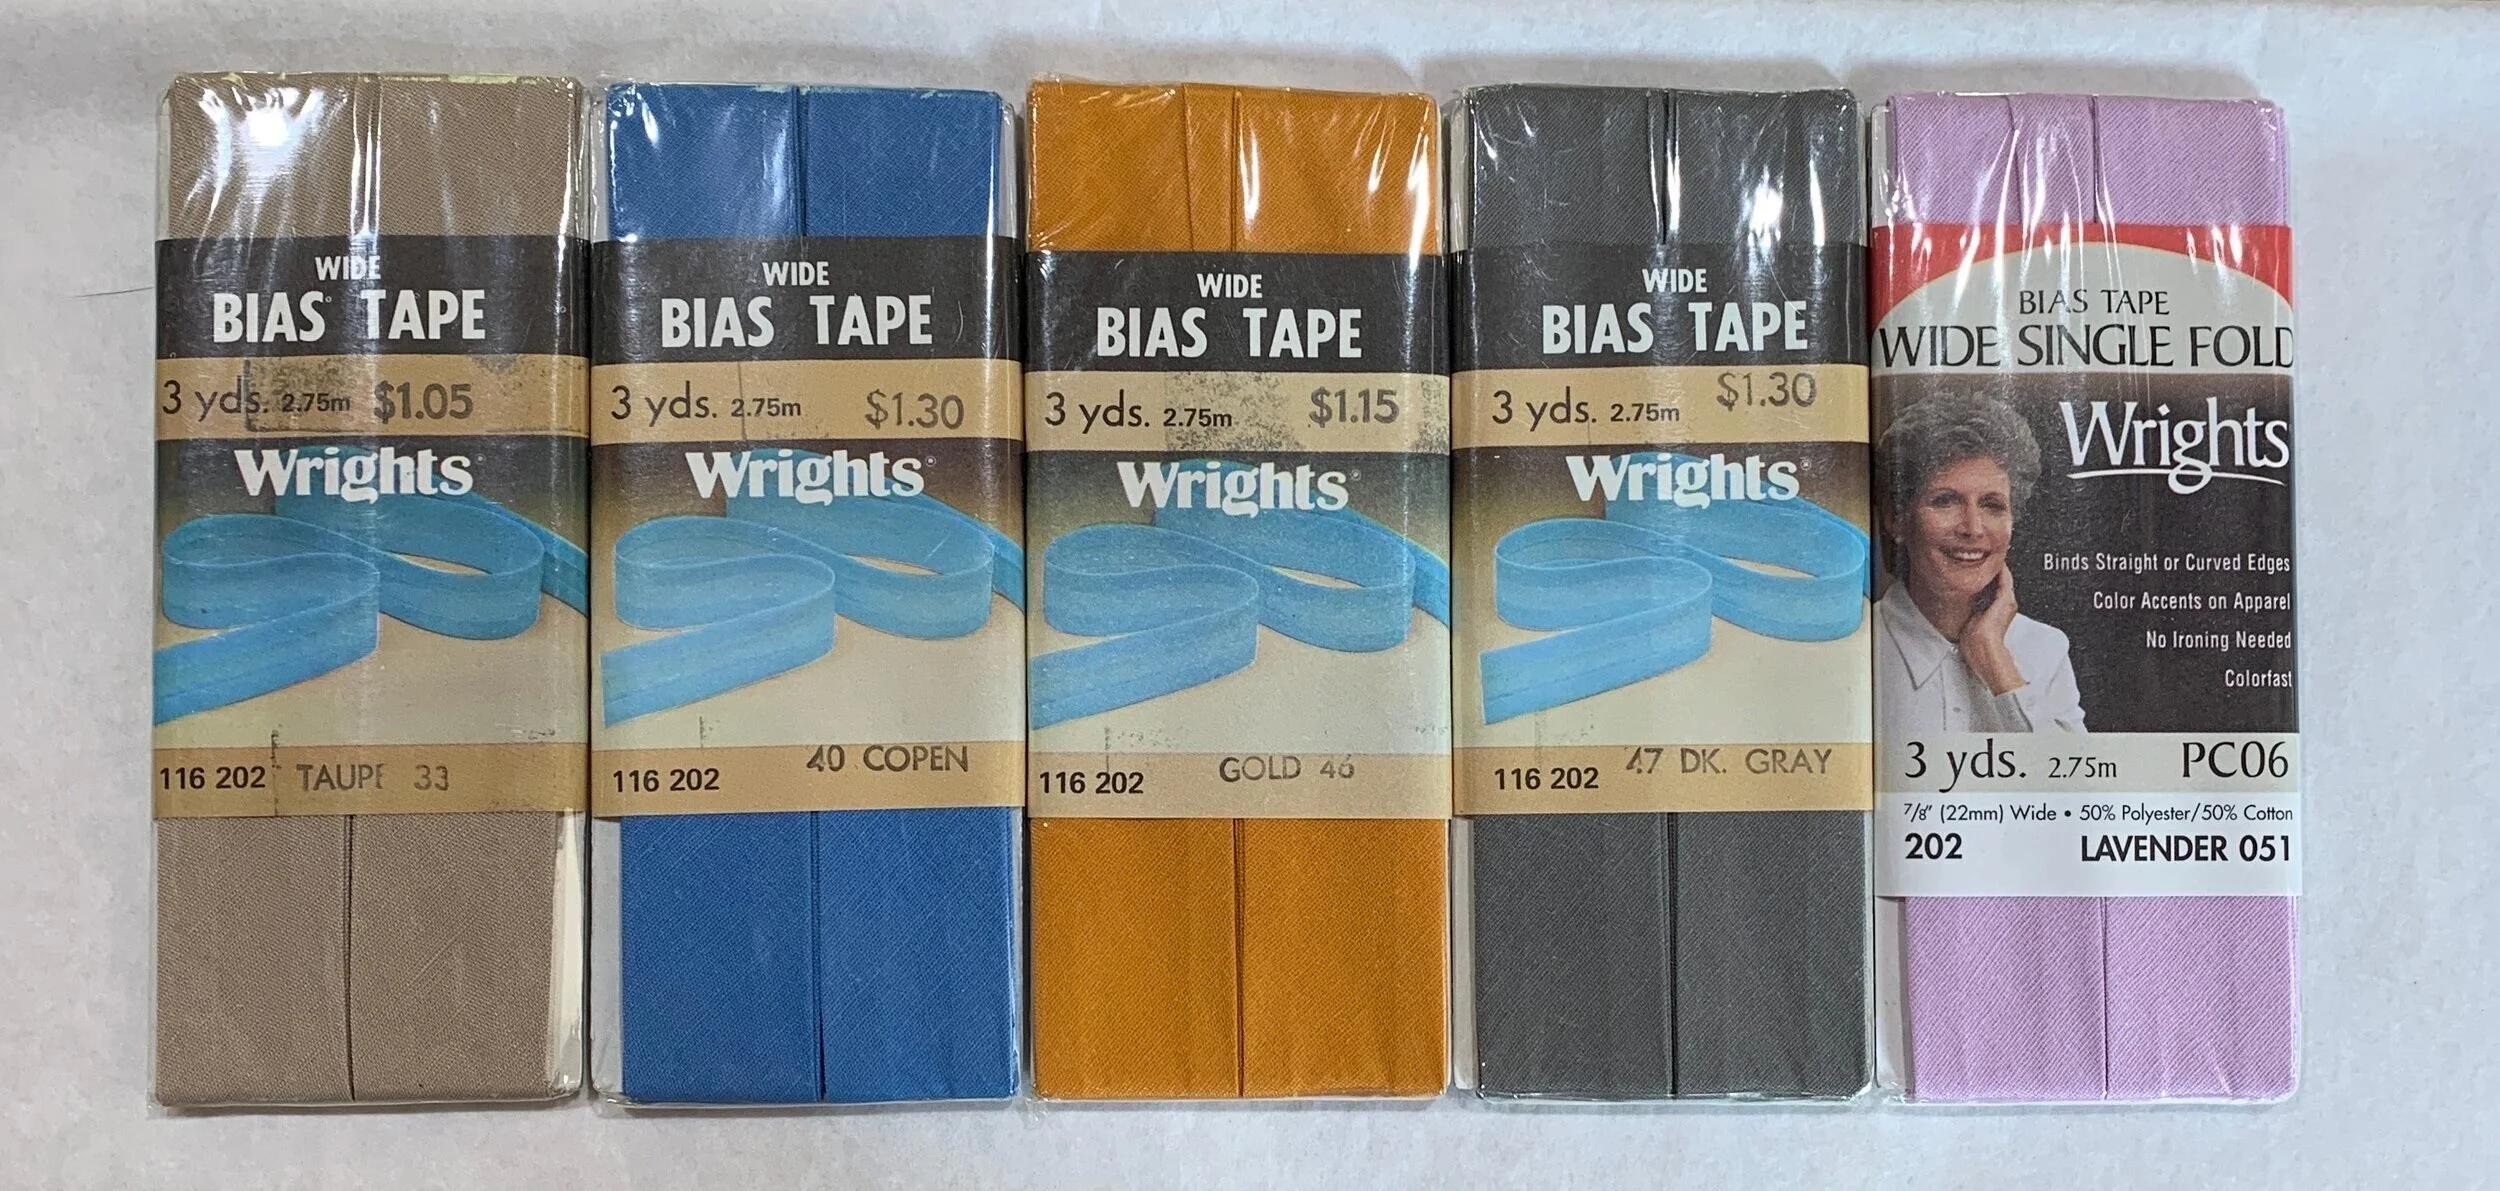 WIDE
BIAS TAPE
3 yds. 2.75m $1.05
Wrights®
116 202 TAUPE 33
WIDE
BIAS TAPE
3 yds. 2.75m $1.30
Wrights®
116 202 40 COPEN
WIDE
BIAS TAPE
3 yds. 2.75m $1.15
Wrights®
116 202 GOLD 46
WIDE
BIAS TAPE
3 yds. 2.75m $1.30
Wrights®
116 202 47 DK. GRAY
BIAS TAPE
WIDE SINGLE FOLD
Wrights
Binds Straight or Curved Edges
Color Accents on Apparel
No Ironing Needed
Colorfast
3 yds. 2.75m PC06
7/8" (22mm) Wide • 50% Polyester/50% Cotton
202 LAVENDER 051